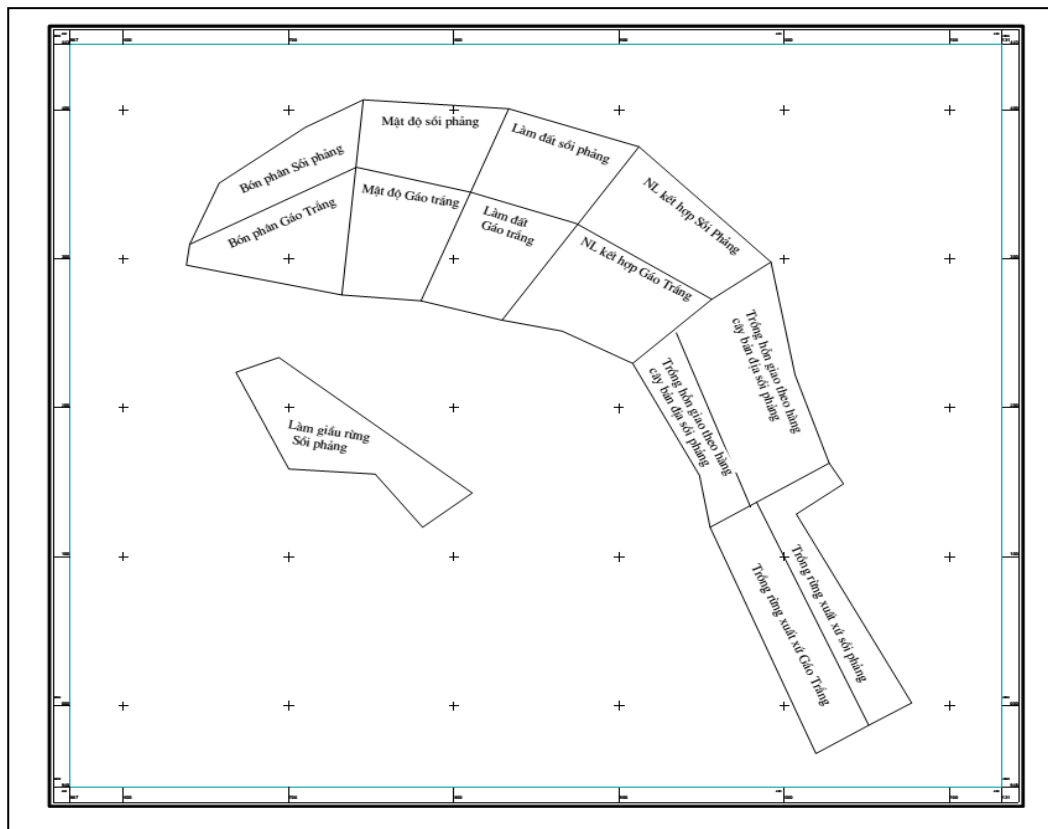 Mật độ sồi phảng
Làm đất sồi phảng
Bón phân Sồi phảng
NL kết hợp Sồi Phảng
Mật độ Gáo trắng
Bón phân Gáo Trắng
Làm đất
Gáo trắng
NL kết hợp Gáo Trắng
Trồng hỗn giao theo hàng
cây bản địa sồi phảng
Trồng hỗn giao theo hàng
cây bản địa sồi phảng
Làm giầu rừng
Sồi phảng
Trồng rừng xuất xứ sồi phảng
Trồng rừng xuất xứ Gáo Trắng